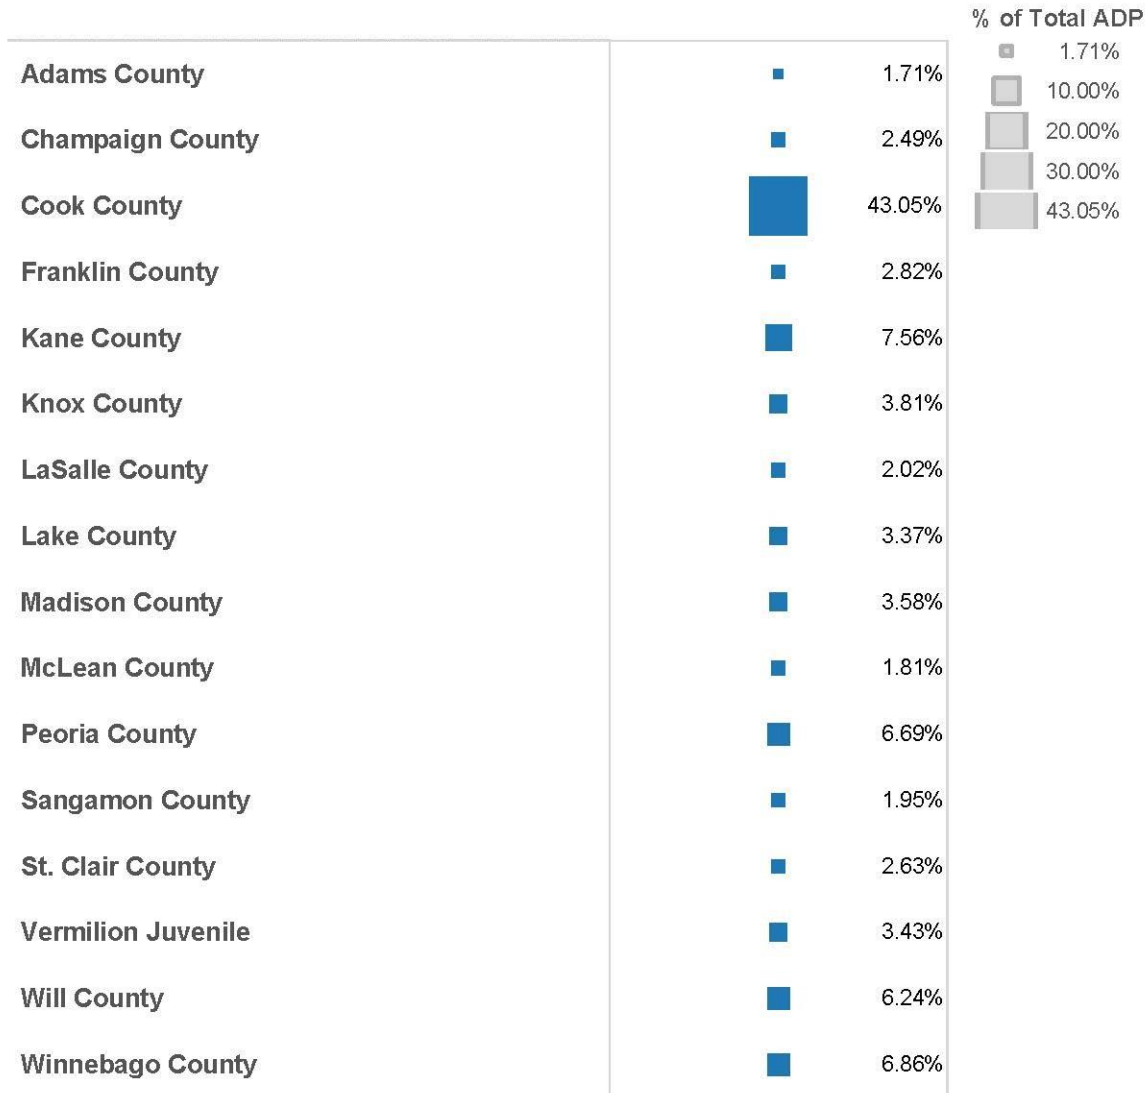 % of Total ADP
1.71%
10.00%
20.00%
30.00%
43.05%
Adams County 1.71%
Champaign County 2.49%
Cook County 43.05%
Franklin County 2.82%
Kane County 7.56%
Knox County 3.81%
LaSalle County 2.02%
Lake County 3.37%
Madison County 3.58%
McLean County 1.81%
Peoria County 6.69%
Sangamon County 1.95%
St. Clair County 2.63%
Vermilion Juvenile 3.43%
Will County 6.24%
Winnebago County 6.86%